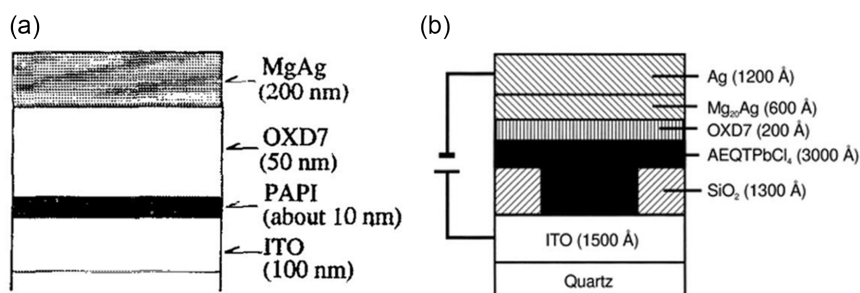 (a)
MgAg
(200 nm)
OXD7
(50 nm)
PAPI
(about 10 nm)
ITO
(100 nm)
(b)
Ag (1200 Å)
Mg₂₀Ag (600 Å)
OXD7 (200 Å)
AEQTPbCl₄ (3000 Å)
SiO₂ (1300 Å)
ITO (1500 Å)
Quartz